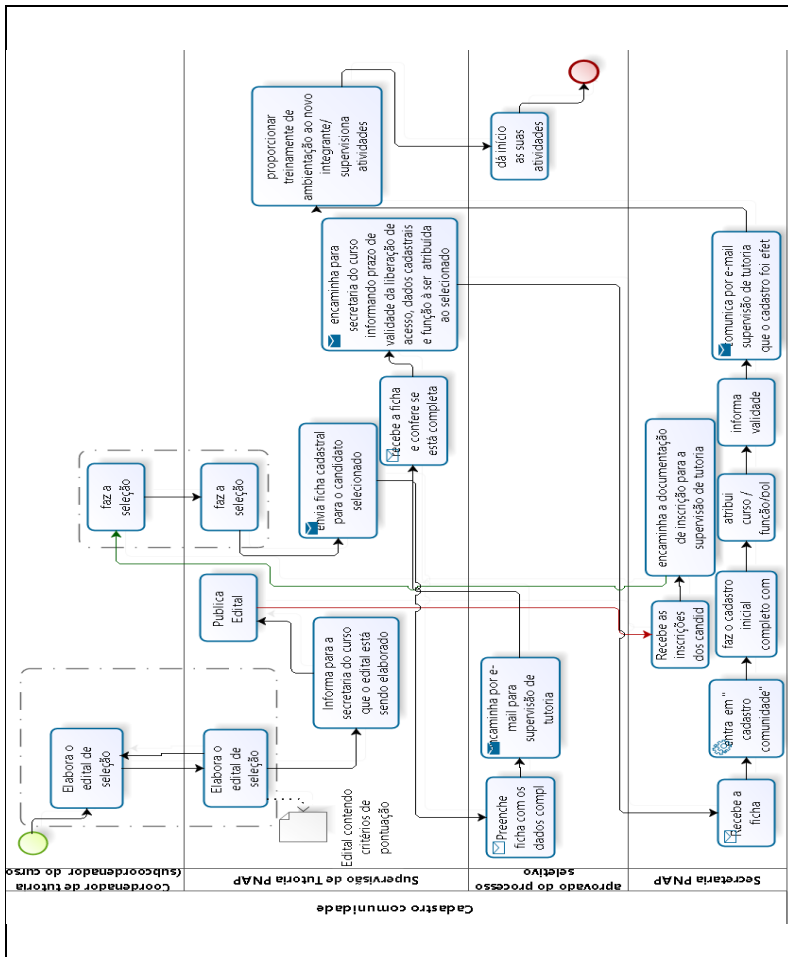 Cadastro comunidade
Coordenador de tutoria
(subcoordenador do curso
Elabora o
edital de
seleção
faz a
seleção
Supervisão de Tutoria PNAP
Elabora o
edital de
seleção
Edital contendo
critérios de
pontuação
Informa para a
secretaria do curso
que o edital está
sendo elaborado
Publica
Edital
faz a
seleção
envia ficha cadastral
para o candidato
selecionado
recebe a ficha
e confere se
está completa
encaminha para
secretaria do curso
informando prazo de
validade da liberação de
acesso, dados cadastrais
e função à ser atribuída
ao selecionado
proporcionar
treinamente de
ambientação ao novo
integrante/
supervisiona
atividades
aprovado do processo
seletivo
Preenche
ficha com os
dados compl
encaminha por e-
mail para
supervisão de
tutoria
dá início
as suas
atividades
Secretaria PNAP
Recebe a
ficha
entra em "
cadastro
comunidade"
Recebe as
inscrições
dos candid
faz o cadastro
inicial
completo com
encaminha a documentação
de inscrição para a
supervisão de tutoria
atribui
curso /
função/bol
informa
validade
comunica por e-mail
supervisão de tutoria
que o cadastro foi efet